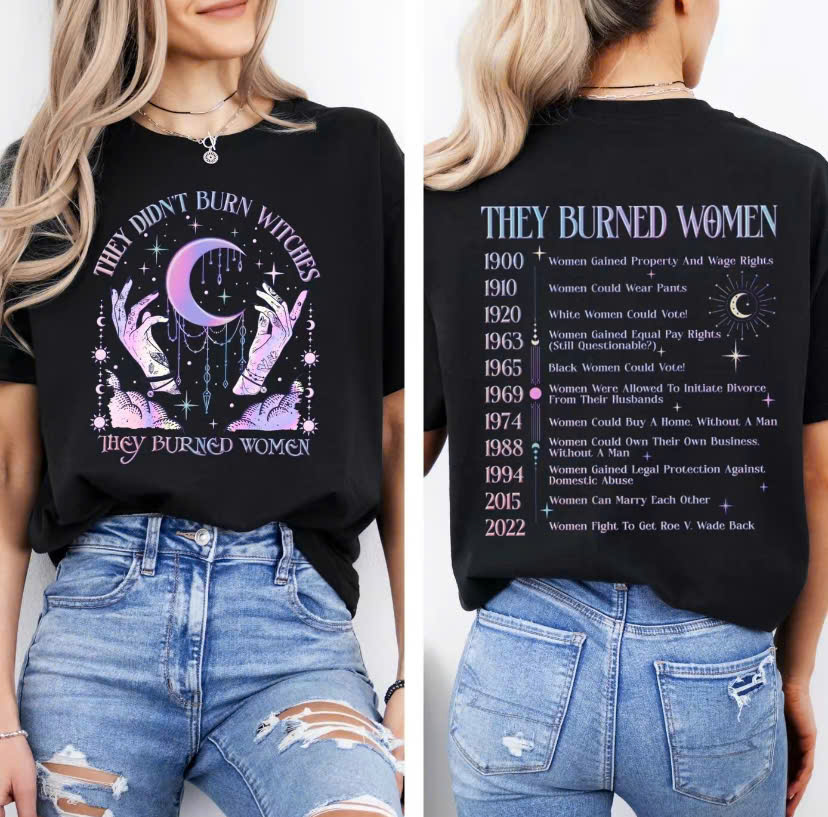 THEY DIDN'T BURN WITCHES
THEY BURNED WOMEN
THEY BURNED WOMEN
1900 Women Gained Property And Wage Rights
1910 Women Could Wear Pants
1920 White Women Could Vote!
1963 Women Gained Equal Pay Rights
(Still Questionable?)
1965 Black Women Could Vote!
1969 Women Were Allowed To Initiate Divorce
From Their Husbands
1974 Women Could Buy A Home, Without A Man
1988 Women Could Own Their Own Business,
Without A Man
1994 Women Gained Legal Protection Against
Domestic Abuse
2015 Women Can Marry Each Other
2022 Women Fight To Get Roe V. Wade Back